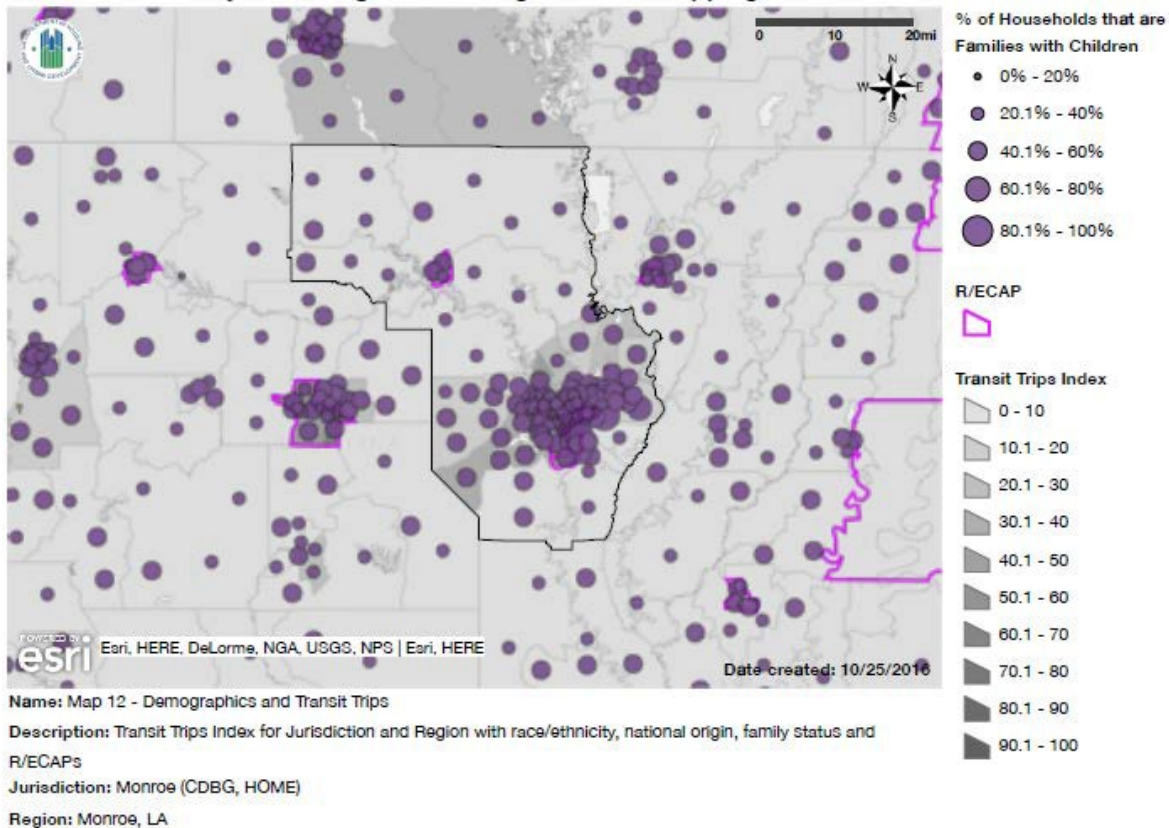 0 10 20mi
N
W E
S
% of Households that are
Families with Children
0% - 20%
20.1% - 40%
40.1% - 60%
60.1% - 80%
80.1% - 100%
R/ECAP
Transit Trips Index
0 - 10
10.1 - 20
20.1 - 30
30.1 - 40
40.1 - 50
50.1 - 60
60.1 - 70
70.1 - 80
80.1 - 90
90.1 - 100
POWERED BY
esri
Esri, HERE, DeLorme, NGA, USGS, NPS | Esri, HERE
Date created: 10/25/2016
Name: Map 12 - Demographics and Transit Trips
Description: Transit Trips Index for Jurisdiction and Region with race/ethnicity, national origin, family status and
R/ECAPs
Jurisdiction: Monroe (CDBG, HOME)
Region: Monroe, LA